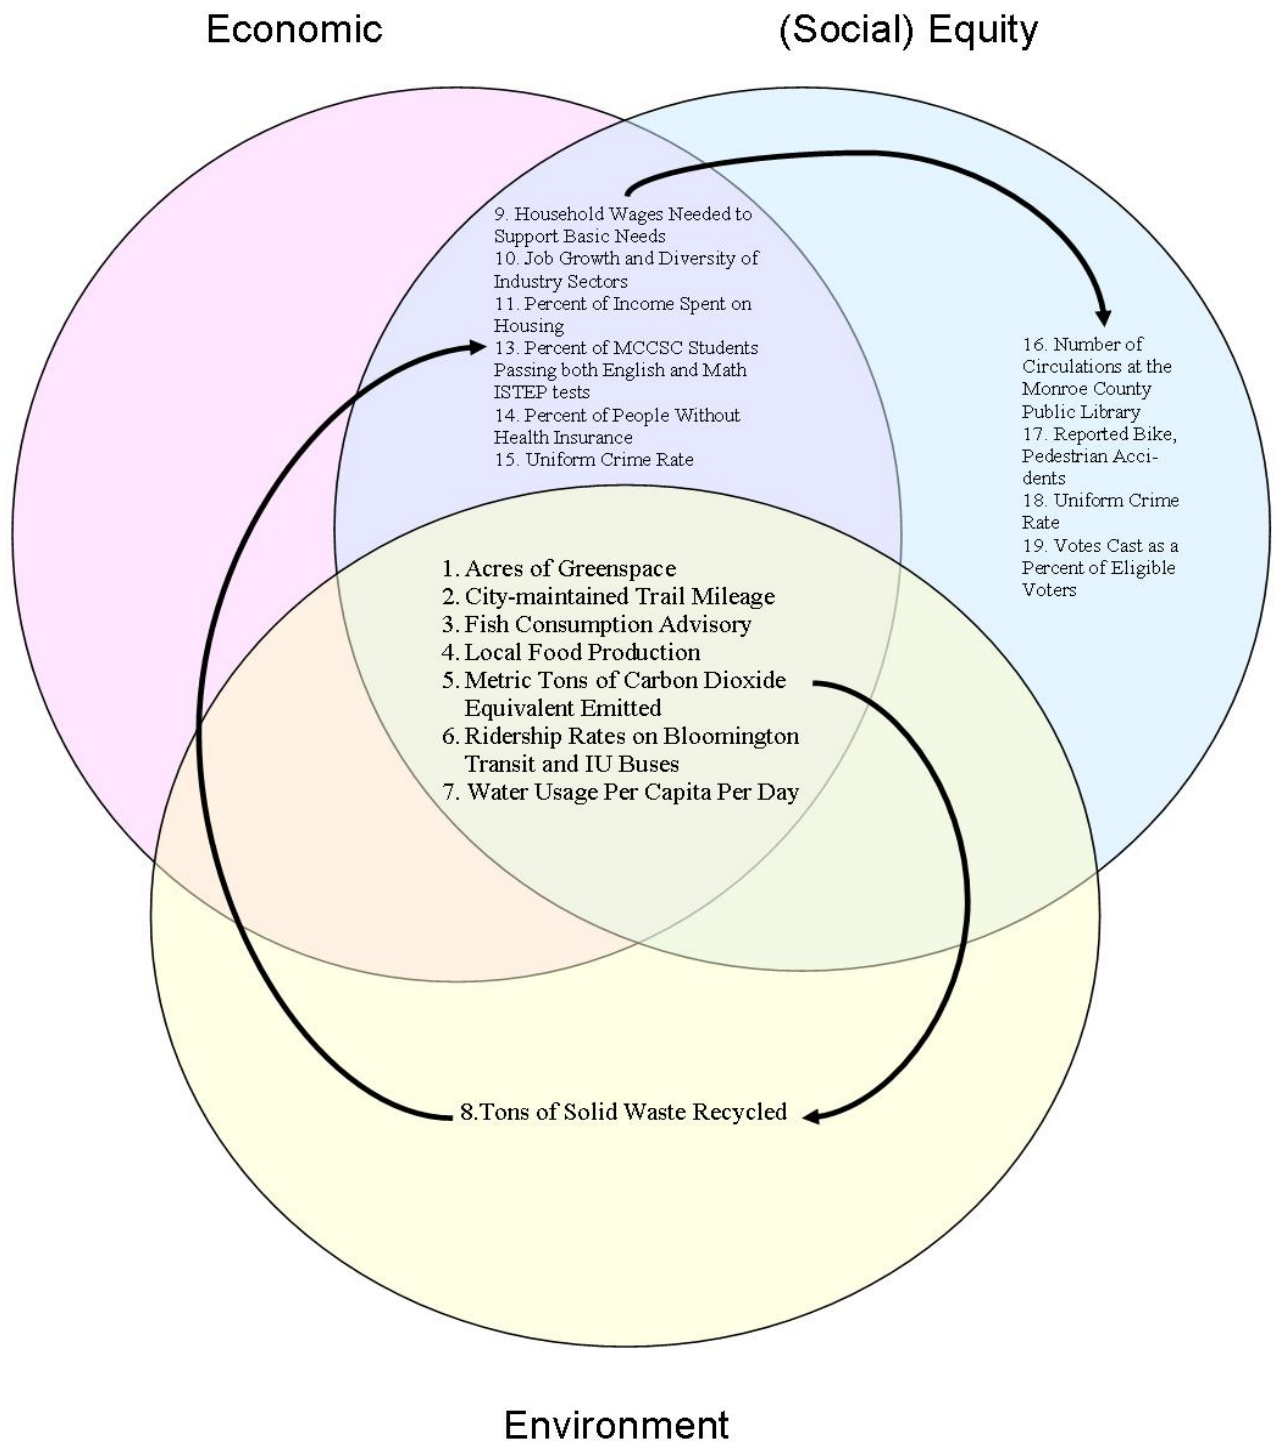 Economic
(Social) Equity
9. Household Wages Needed to
Support Basic Needs
10. Job Growth and Diversity of
Industry Sectors
11. Percent of Income Spent on
Housing
13. Percent of MCCSC Students
Passing both English and Math
ISTEP tests
14. Percent of People Without
Health Insurance
15. Uniform Crime Rate
16. Number of
Circulations at the
Monroe County
Public Library
17. Reported Bike,
Pedestrian Acci-
dents
18. Uniform Crime
Rate
19. Votes Cast as a
Percent of Eligible
Voters
1. Acres of Greenspace
2. City-maintained Trail Mileage
3. Fish Consumption Advisory
4. Local Food Production
5. Metric Tons of Carbon Dioxide
Equivalent Emitted
6. Ridership Rates on Bloomington
Transit and IU Buses
7. Water Usage Per Capita Per Day
8.Tons of Solid Waste Recycled
Environment